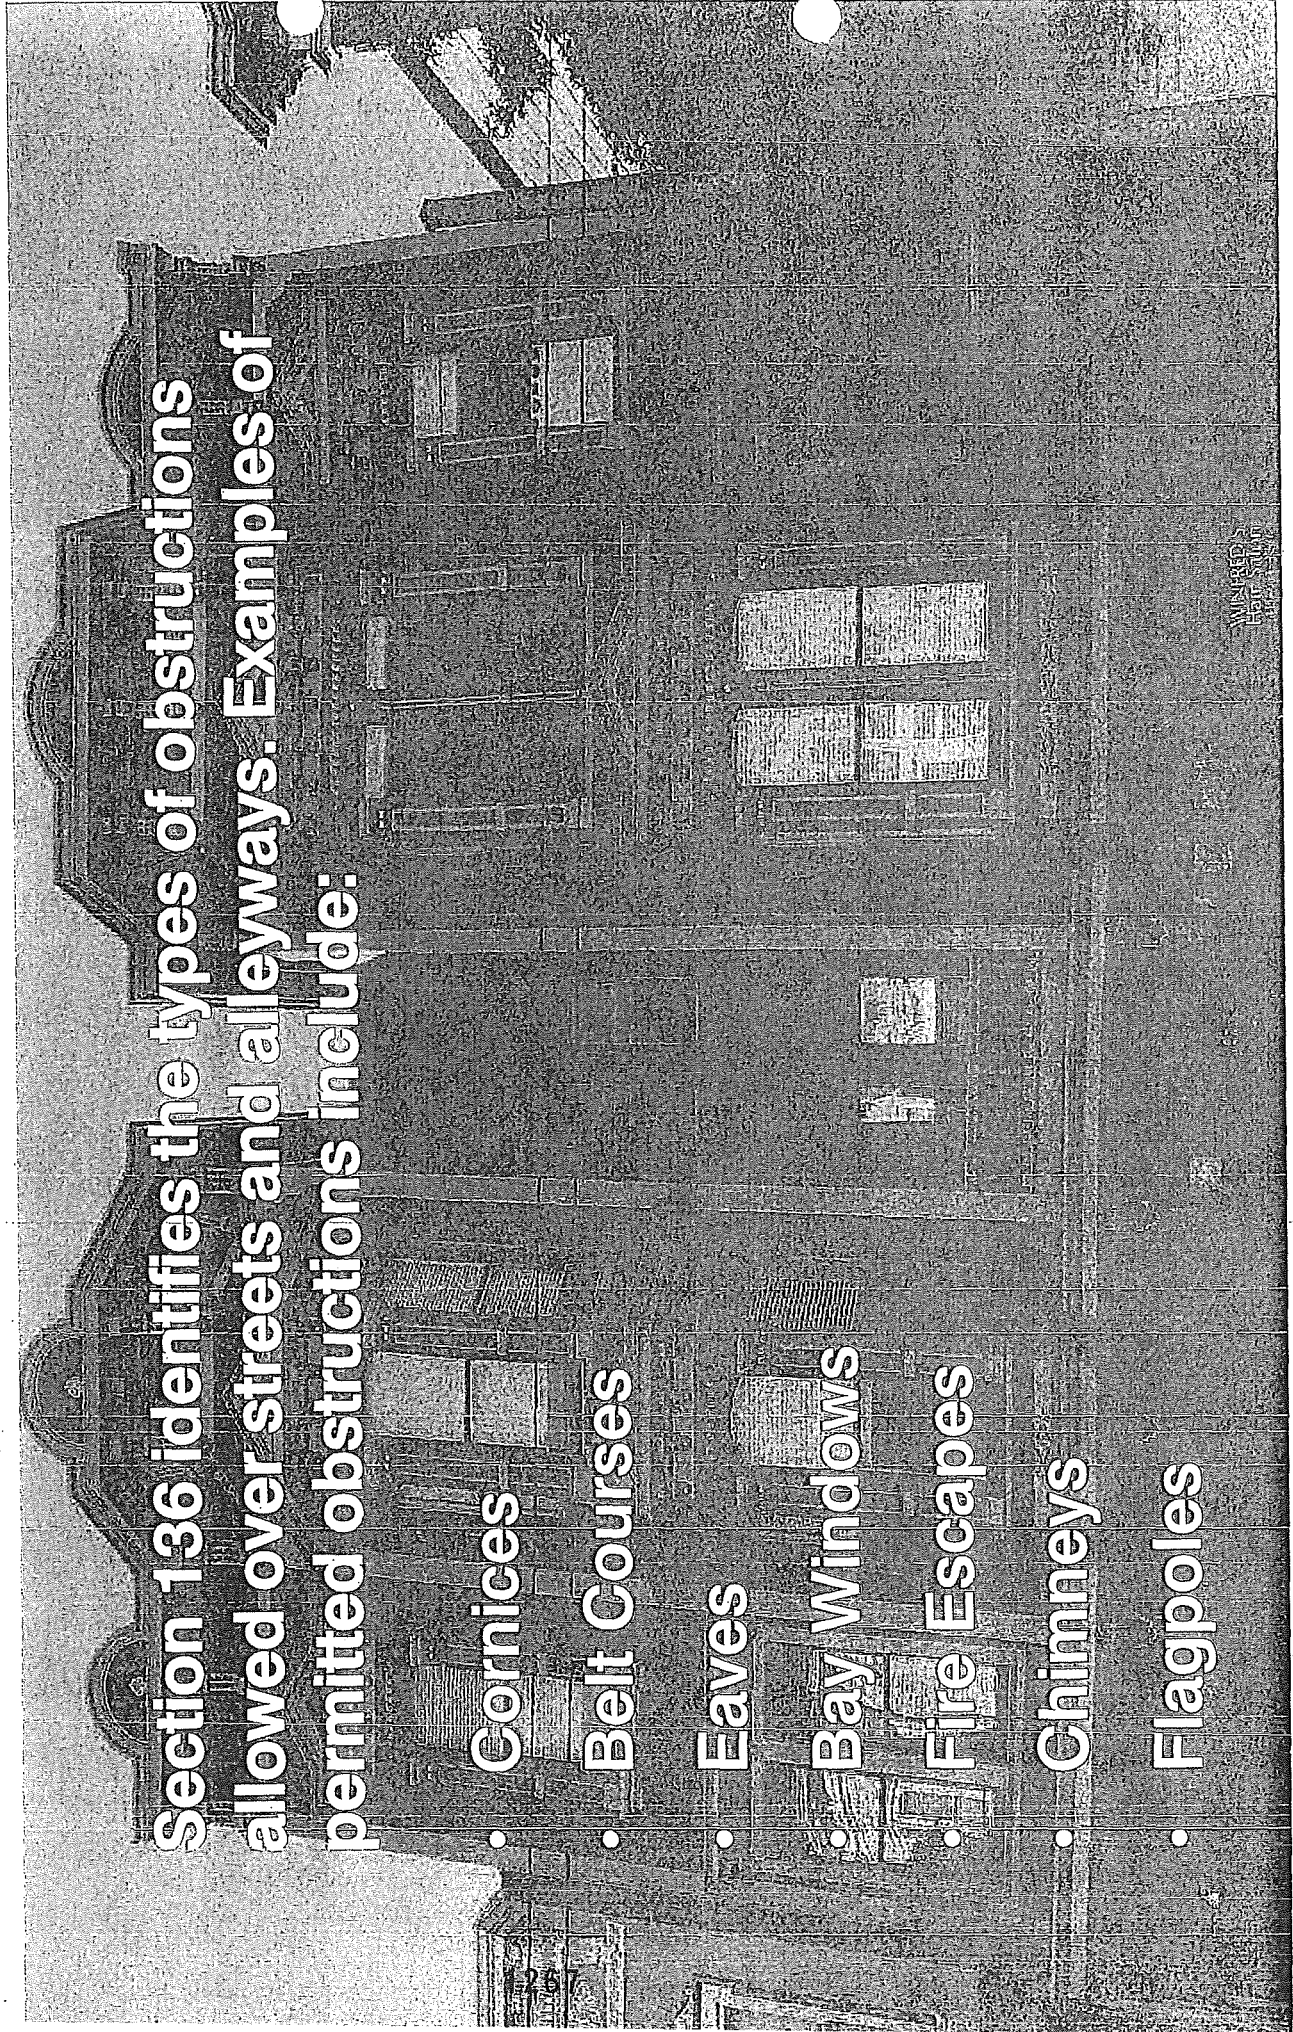 Section 136 identifies the types of obstructions
allowed over streets and alleyways. Examples of
permitted obstructions include:
• Cornices
• Belt Courses
• Eaves
• Bay Windows
• Fire Escapes
• Chimneys
• Flagpoles
1267